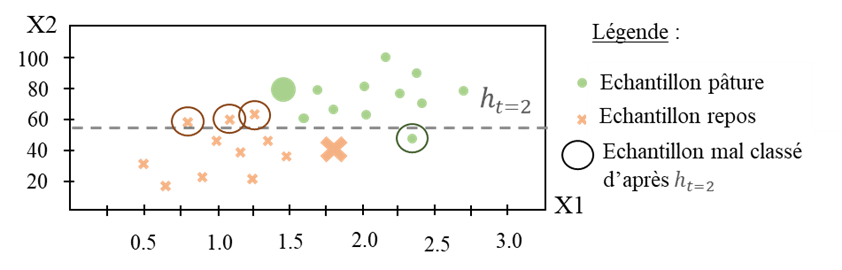 X2
100
80
60
40
20
h_{t=2}
0.5 1.0 1.5 2.0 2.5 3.0
X1
Légende :
Echantillon pâture
Echantillon repos
Echantillon mal classé
d’après h_{t=2}